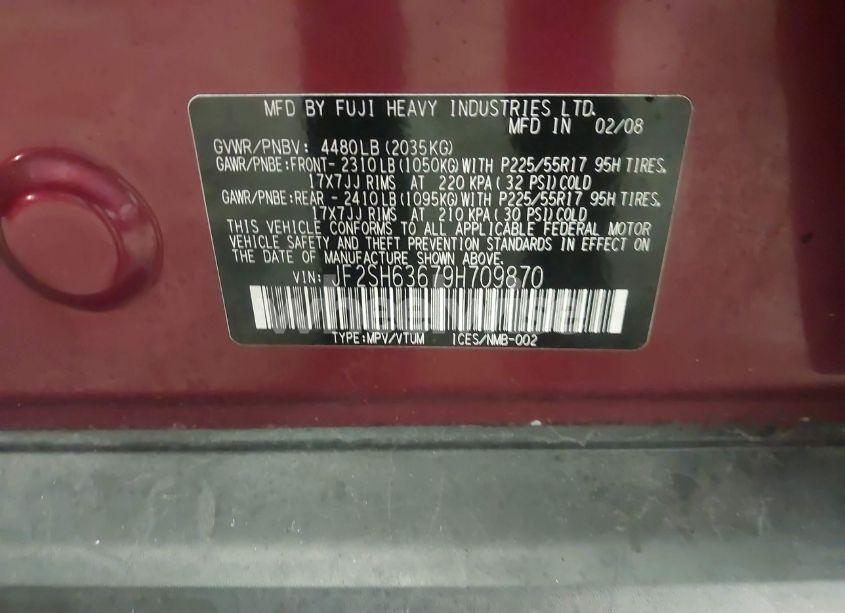 MFD BY FUJI HEAVY INDUSTRIES LTD.
MFD IN 02/08
GVWR/PNBV: 4480LB(2035KG)
GAWR/PNBE:FRONT- 2310LB(1050KG)WITH P225/55R17 95H TIRES,
17X7JJ RIMS AT 220 KPA(32 PSI)COLD
GAWR/PNBE:REAR - 2410LB(1095KG)WITH P225/55R17 95H TIRES,
17X7JJ RIMS AT 210 KPA(30 PSI)COLD
THIS VEHICLE CONFORMS TO ALL APPLICABLE FEDERAL MOTOR
VEHICLE SAFETY AND THEFT PREVENTION STANDARDS IN EFFECT ON
THE DATE OF MANUFACTURE SHOWN ABOVE.
VIN: JF2SH63679H709870
TYPE:MPV/VTUM ICES/NMB-002